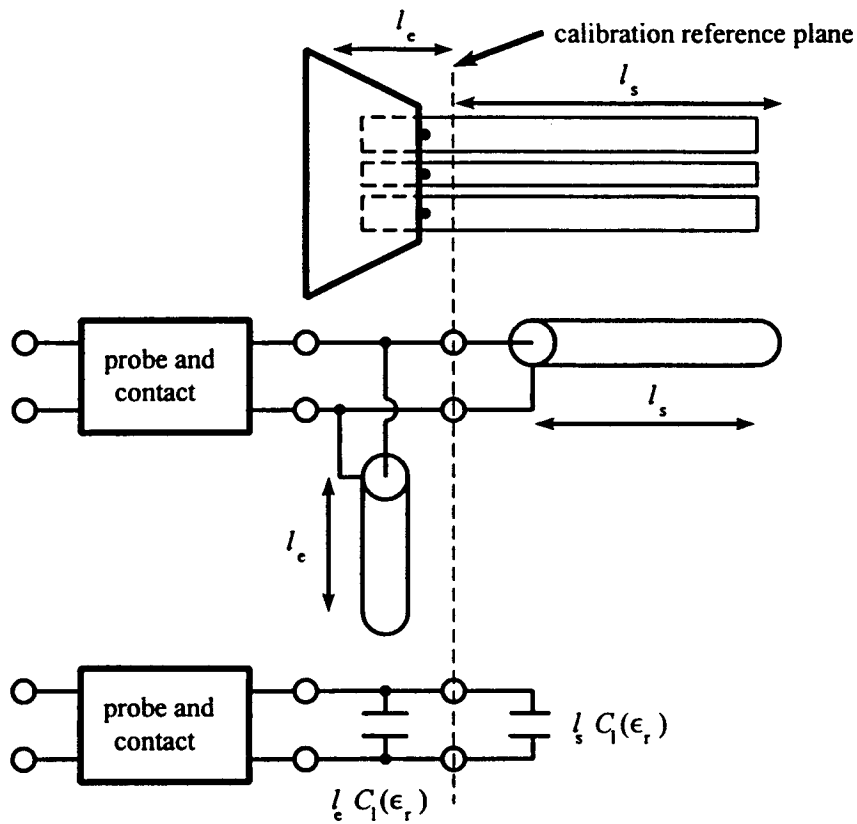 l_e
calibration reference plane
l_s
probe and
contact
l_s
l_e
probe and
contact
l_s C_l(ϵ_r)
l_e C_l(ϵ_r)